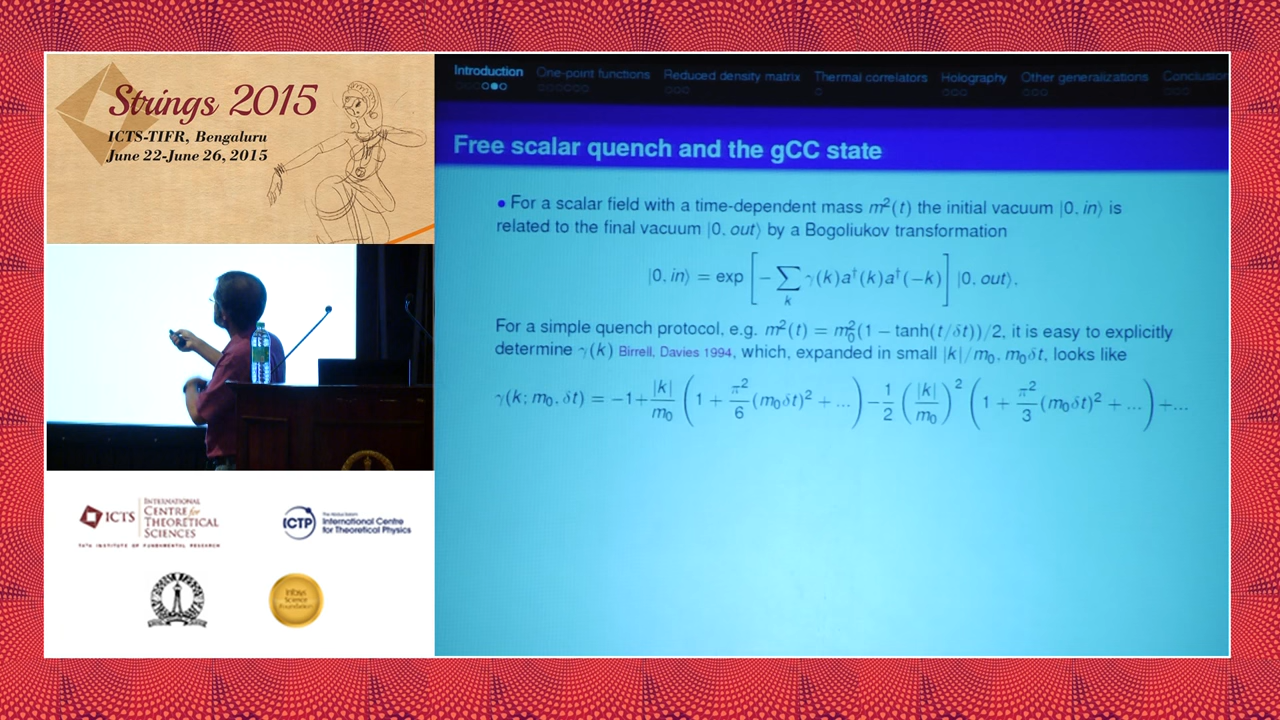 Strings 2015
ICTS-TIFR, Bengaluru
June 22-June 26, 2015
ICTS
INTERNATIONAL
CENTRE for
THEORETICAL
SCIENCES
TATA INSTITUTE OF FUNDAMENTAL RESEARCH
ICTP
The Abdus Salam
International Centre
for Theoretical Physics
Infosys
Science
Foundation
Introduction One-point functions Reduced density matrix Thermal correlators Holography Other generalizations Conclusion
Free scalar quench and the gCC state
• For a scalar field with a time-dependent mass m²(t) the initial vacuum |0, in⟩ is
related to the final vacuum |0, out⟩ by a Bogoliukov transformation
|0, in⟩ = exp [−∑ₖ γ(k)a†(k)a†(−k)] |0, out⟩.
For a simple quench protocol, e.g. m²(t) = m₀²(1 − tanh(t/δt))/2, it is easy to explicitly
determine γ(k) Birrell, Davies 1994, which, expanded in small |k|/m₀, m₀δt, looks like
γ(k; m₀, δt) = −1+ |k|/m₀ (1 + π²/6 (m₀δt)² + ...) − 1/2 (|k|/m₀)² (1 + π²/3 (m₀δt)² + ...) +...